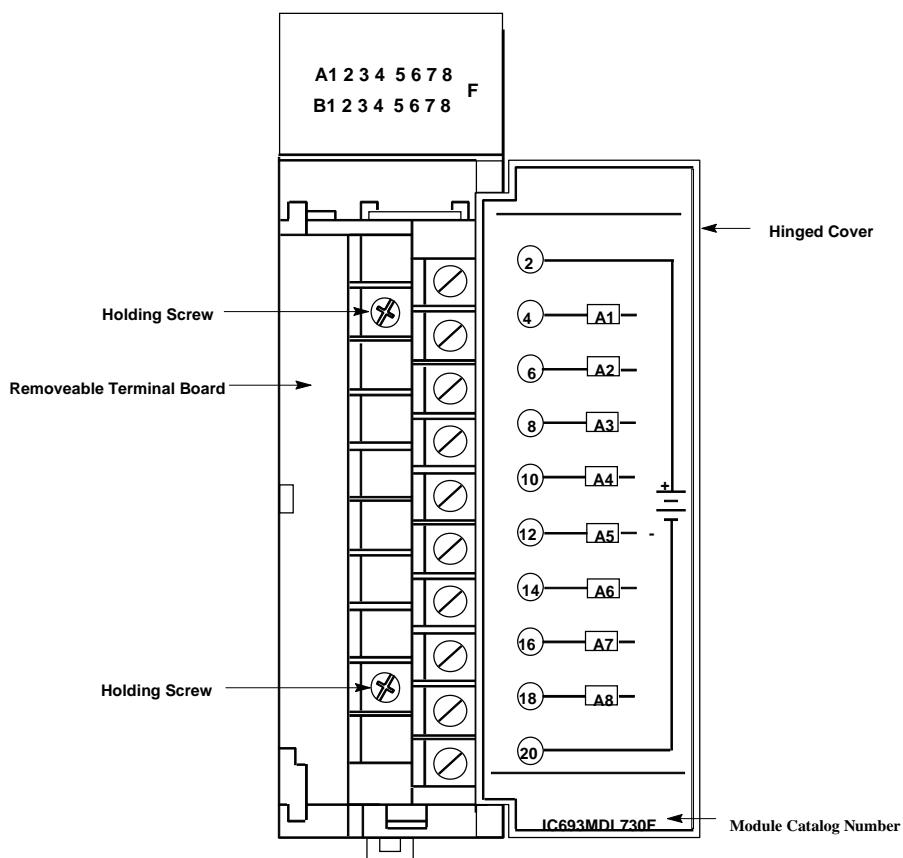 A1 2 3 4 5 6 7 8
F
B1 2 3 4 5 6 7 8
Hinged Cover
2
4 A1
Holding Screw
6 A2
Removeable Terminal Board
8 A3
10 A4
+
12 A5 -
14 A6
16 A7
Holding Screw
18 A8
20
IC693MDL730F
Module Catalog Number